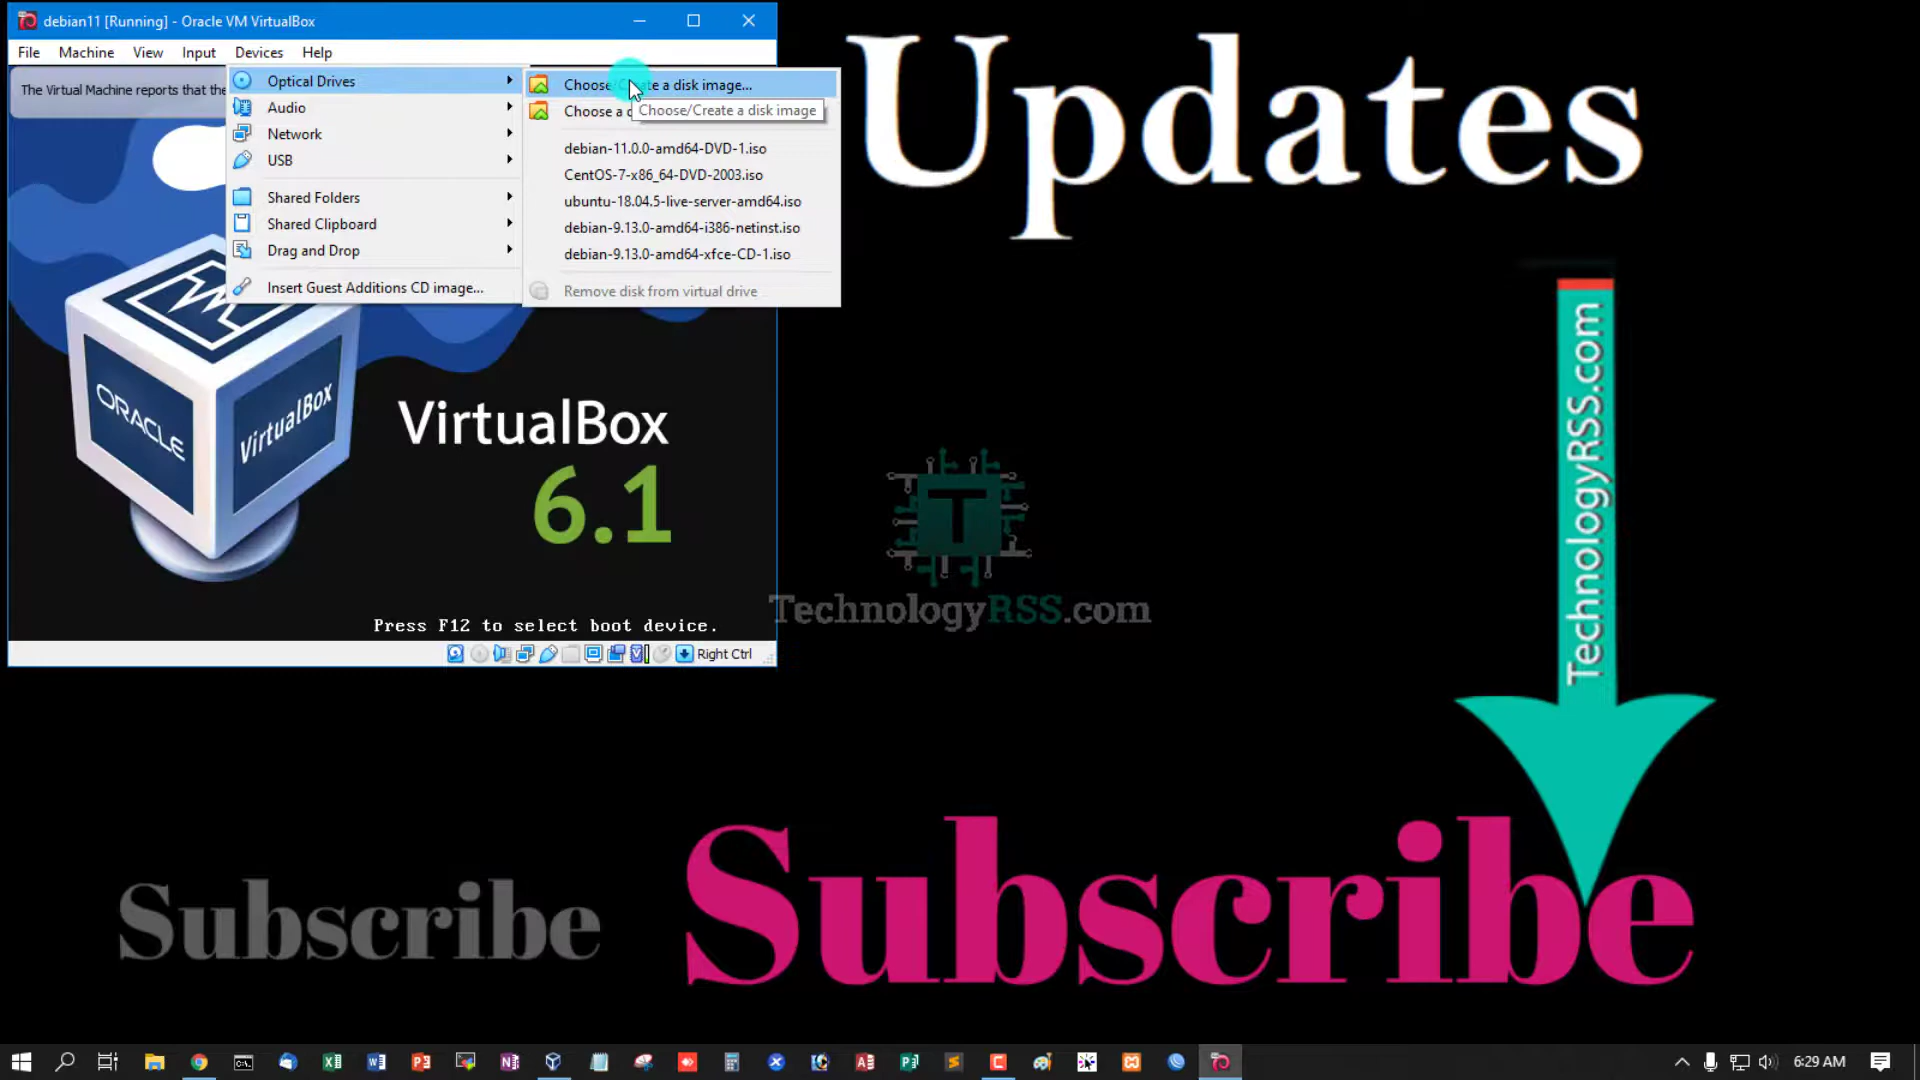 debian11 [Running] - Oracle VM VirtualBox
File Machine View Input Devices Help
The Virtual Machine reports that the
Optical Drives
Audio
Network
USB
Shared Folders
Shared Clipboard
Drag and Drop
Insert Guest Additions CD image...
Choose/Create a disk image...
Choose a
Choose/Create a disk image
debian-11.0.0-amd64-DVD-1.iso
CentOS-7-x86_64-DVD-2003.iso
ubuntu-18.04.5-live-server-amd64.iso
debian-9.13.0-amd64-i386-netinst.iso
debian-9.13.0-amd64-xfce-CD-1.iso
Remove disk from virtual drive
ORACLE
VirtualBox
VirtualBox
6.1
Press F12 to select boot device.
Right Ctrl
Updates
TechnologyRSS.com
T
TechnologyRSS.com
Subscribe
Subscribe
6:29 AM